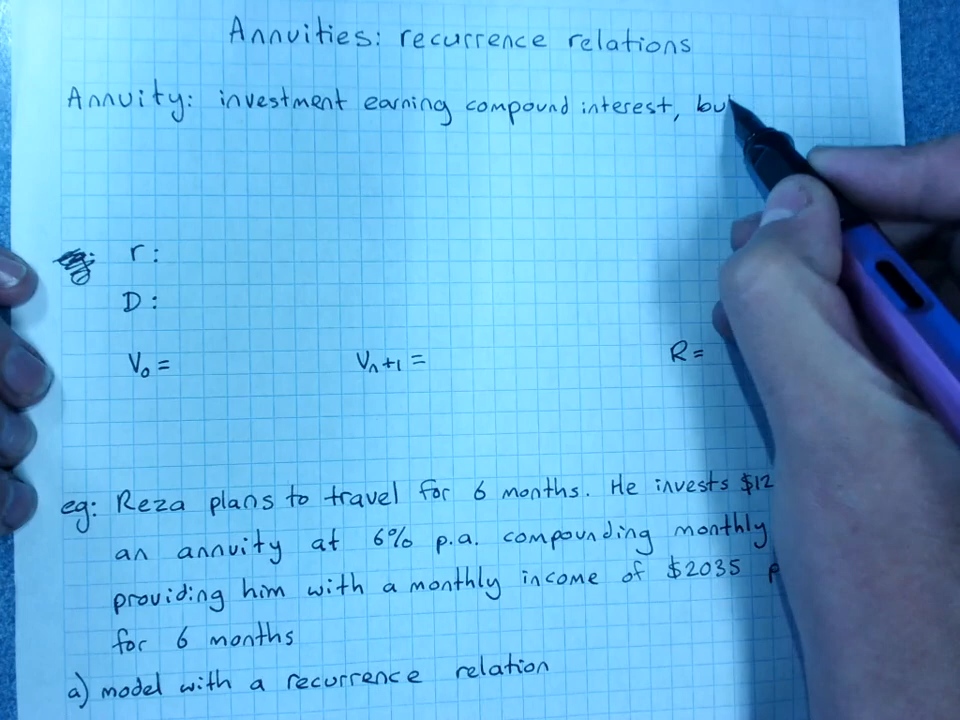 Annuities: recurrence relations
Annuity: investment earning compound interest, but
r:
D:
V₀ = Vₙ₊₁ = R =
eg: Reza plans to travel for 6 months. He invests $12
an annuity at 6% p.a. compounding monthly
providing him with a monthly income of $2035 p
for 6 months
a) model with a recurrence relation